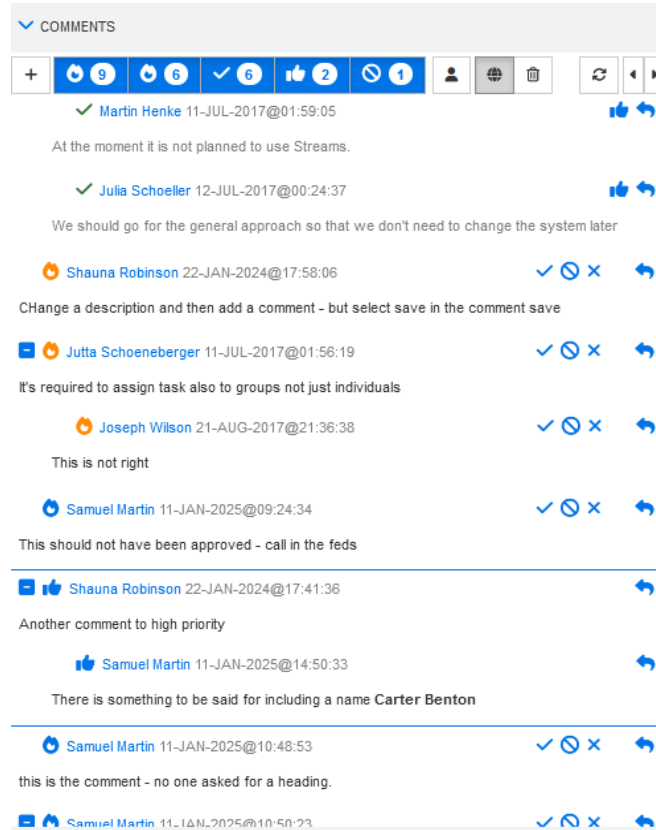 COMMENTS
9 6 6 2 1
Martin Henke 11-JUL-2017@01:59:05
At the moment it is not planned to use Streams.
Julia Schoeller 12-JUL-2017@00:24:37
We should go for the general approach so that we don't need to change the system later
Shauna Robinson 22-JAN-2024@17:58:06
CHange a description and then add a comment - but select save in the comment save
Jutta Schoeneberger 11-JUL-2017@01:56:19
It's required to assign task also to groups not just individuals
Joseph Wilson 21-AUG-2017@21:36:38
This is not right
Samuel Martin 11-JAN-2025@09:24:34
This should not have been approved - call in the feds
Shauna Robinson 22-JAN-2024@17:41:36
Another comment to high priority
Samuel Martin 11-JAN-2025@14:50:33
There is something to be said for including a name Carter Benton
Samuel Martin 11-JAN-2025@10:48:53
this is the comment - no one asked for a heading.
Samuel Martin 11-JAN-2025@10:50:23